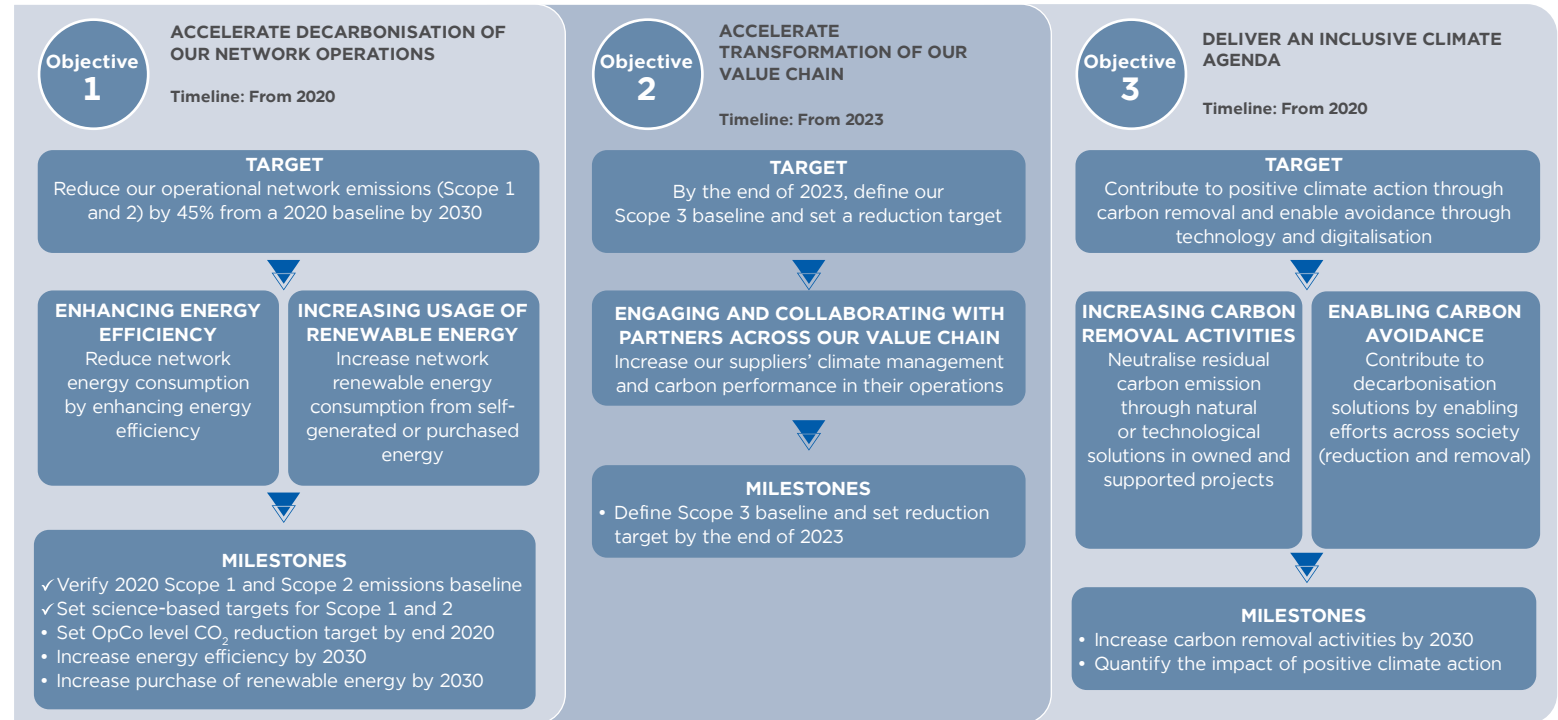 Objective
1
ACCELERATE DECARBONISATION OF
OUR NETWORK OPERATIONS
Timeline: From 2020
TARGET
Reduce our operational network emissions (Scope 1
and 2) by 45% from a 2020 baseline by 2030
ENHANCING ENERGY
EFFICIENCY
Reduce network
energy consumption
by enhancing energy
efficiency
INCREASING USAGE OF
RENEWABLE ENERGY
Increase network
renewable energy
consumption from self-
generated or purchased
energy
MILESTONES
✓ Verify 2020 Scope 1 and Scope 2 emissions baseline
✓ Set science-based targets for Scope 1 and 2
• Set OpCo level CO₂ reduction target by end 2020
• Increase energy efficiency by 2030
• Increase purchase of renewable energy by 2030
Objective
2
ACCELERATE
TRANSFORMATION OF OUR
VALUE CHAIN
Timeline: From 2023
TARGET
By the end of 2023, define our
Scope 3 baseline and set a reduction target
ENGAGING AND COLLABORATING WITH
PARTNERS ACROSS OUR VALUE CHAIN
Increase our suppliers’ climate management
and carbon performance in their operations
MILESTONES
• Define Scope 3 baseline and set reduction
target by the end of 2023
Objective
3
DELIVER AN INCLUSIVE CLIMATE
AGENDA
Timeline: From 2020
TARGET
Contribute to positive climate action through
carbon removal and enable avoidance through
technology and digitalisation
INCREASING CARBON
REMOVAL ACTIVITIES
Neutralise residual
carbon emission
through natural
or technological
solutions in owned and
supported projects
ENABLING CARBON
AVOIDANCE
Contribute to
decarbonisation
solutions by enabling
efforts across society
(reduction and removal)
MILESTONES
• Increase carbon removal activities by 2030
• Quantify the impact of positive climate action